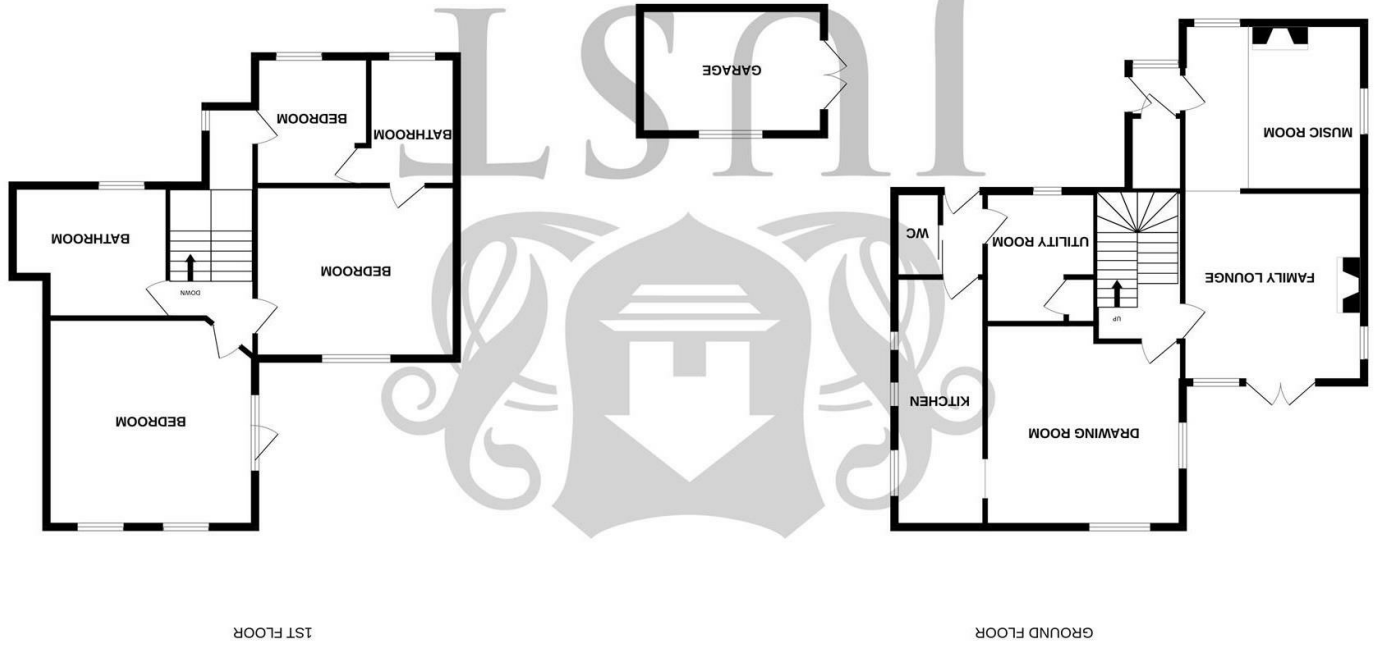 GROUND FLOOR
1ST FLOOR
DRAWING ROOM
KITCHEN
UP
FAMILY LOUNGE
UTILITY ROOM
WC
MUSIC ROOM
BEDROOM
DOWN
BEDROOM
BATHROOM
BATHROOM
BEDROOM
GARAGE
JUST